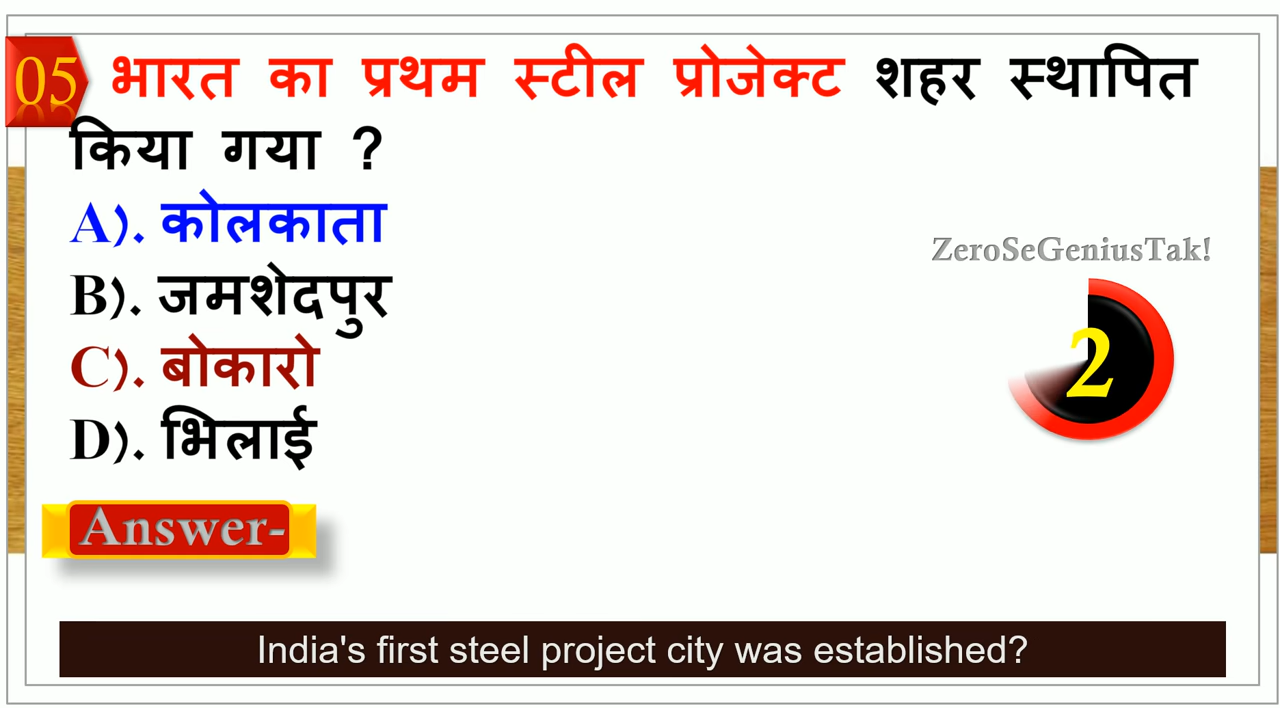 05 भारत का प्रथम स्टील प्रोजेक्ट शहर स्थापित
किया गया ?
A). कोलकाता
B). जमशेदपुर
C). बोकारो
D). भिलाई
ZeroSeGeniusTak!
2
Answer-
India's first steel project city was established?